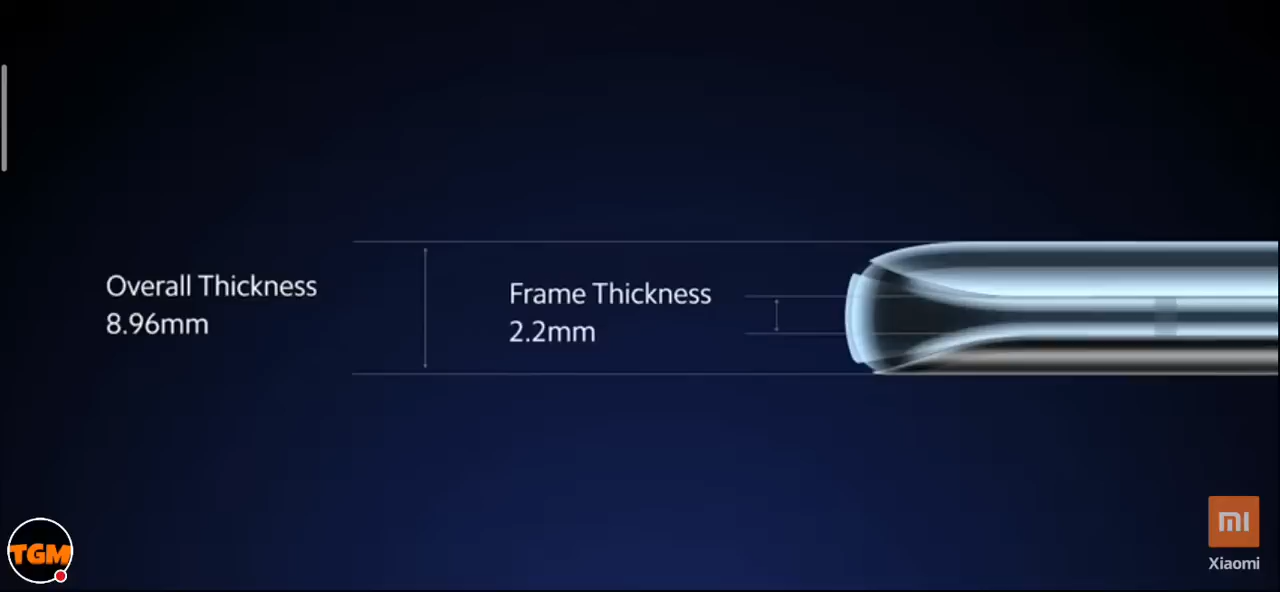 Overall Thickness
8.96mm
Frame Thickness
2.2mm
TGM
mi
Xiaomi